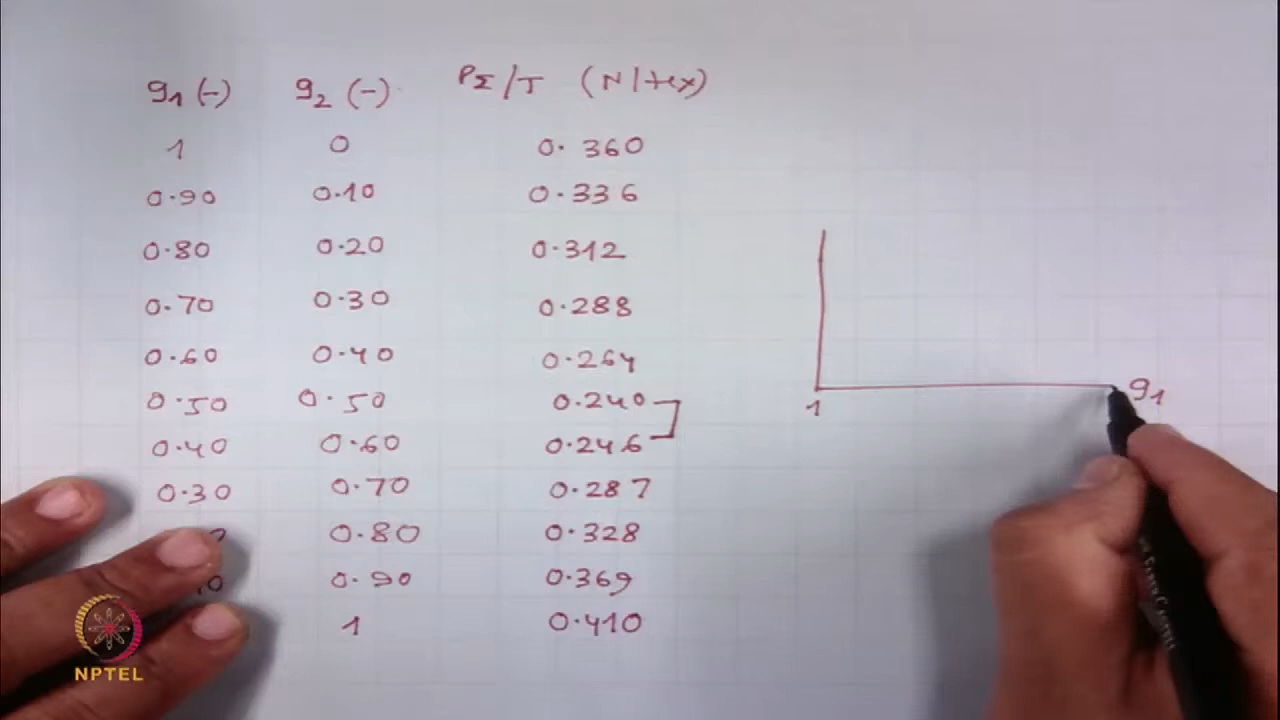 g1 (-) g2 (-) PΣ/T (N/tex)
1 0 0.360
0.90 0.10 0.336
0.80 0.20 0.312
0.70 0.30 0.288
0.60 0.40 0.264
0.50 0.50 0.240
0.40 0.60 0.246
0.30 0.70 0.287
0.80 0.328
0.90 0.369
1 0.410
1 g1
NPTEL